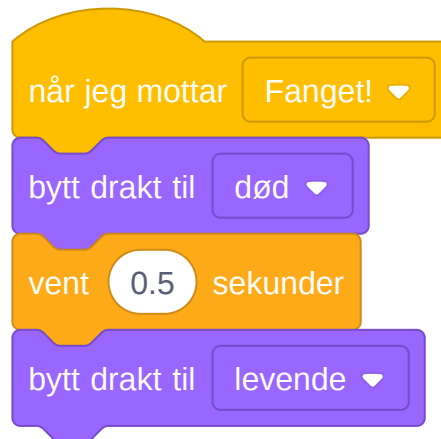 når jeg mottar Fanget!
bytt drakt til død
vent 0.5 sekunder
bytt drakt til levende